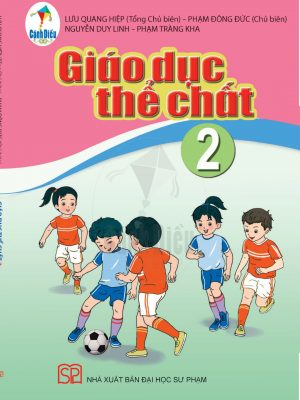 Cánh Diều
LƯU QUANG HIỆP (Tổng Chủ biên) – PHẠM ĐÔNG ĐỨC (Chủ biên)
NGUYỄN DUY LINH – PHẠM TRÀNG KHA
Giáo dục
thể chất
2
SP
NHÀ XUẤT BẢN ĐẠI HỌC SƯ PHẠM